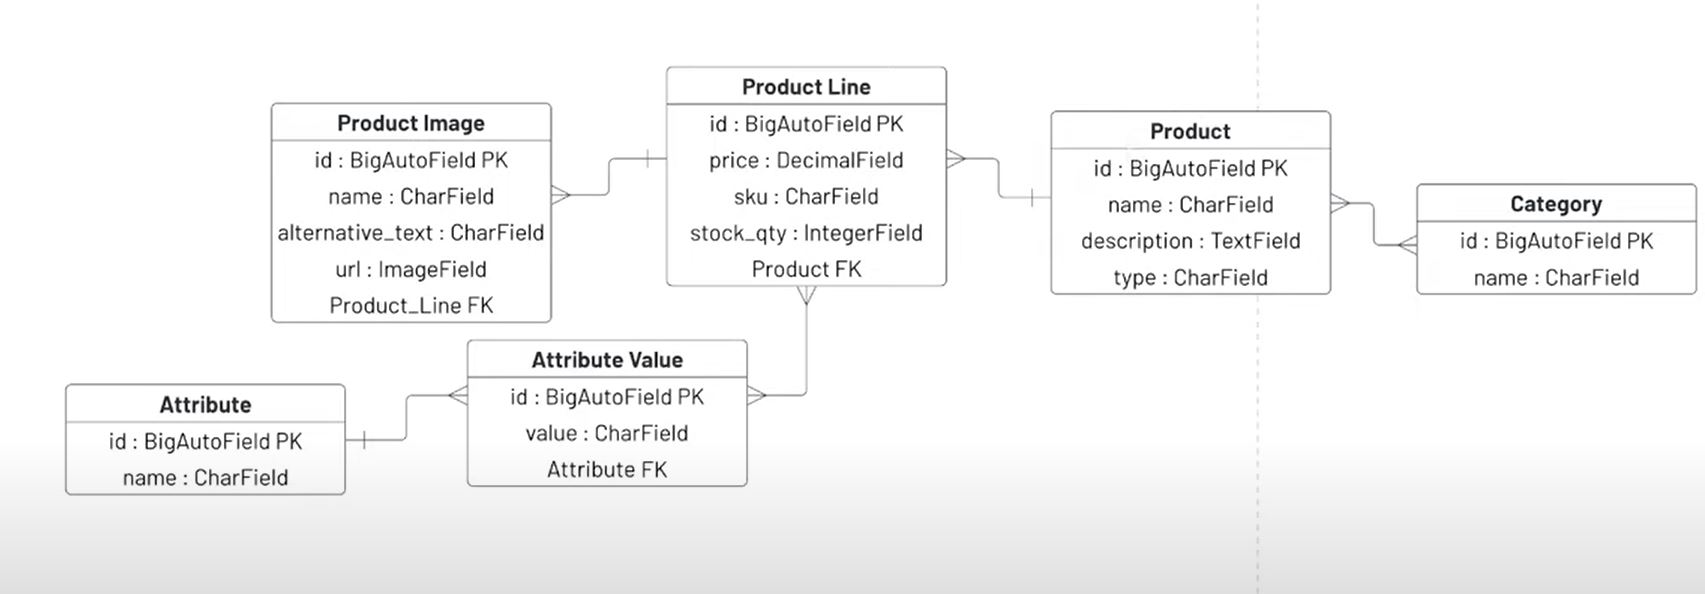 Product Image
id : BigAutoField PK
name : CharField
alternative_text : CharField
url : ImageField
Product_Line FK
Product Line
id : BigAutoField PK
price : DecimalField
sku : CharField
stock_qty : IntegerField
Product FK
Product
id : BigAutoField PK
name : CharField
description : TextField
type : CharField
Category
id : BigAutoField PK
name : CharField
Attribute
id : BigAutoField PK
name : CharField
Attribute Value
id : BigAutoField PK
value : CharField
Attribute FK